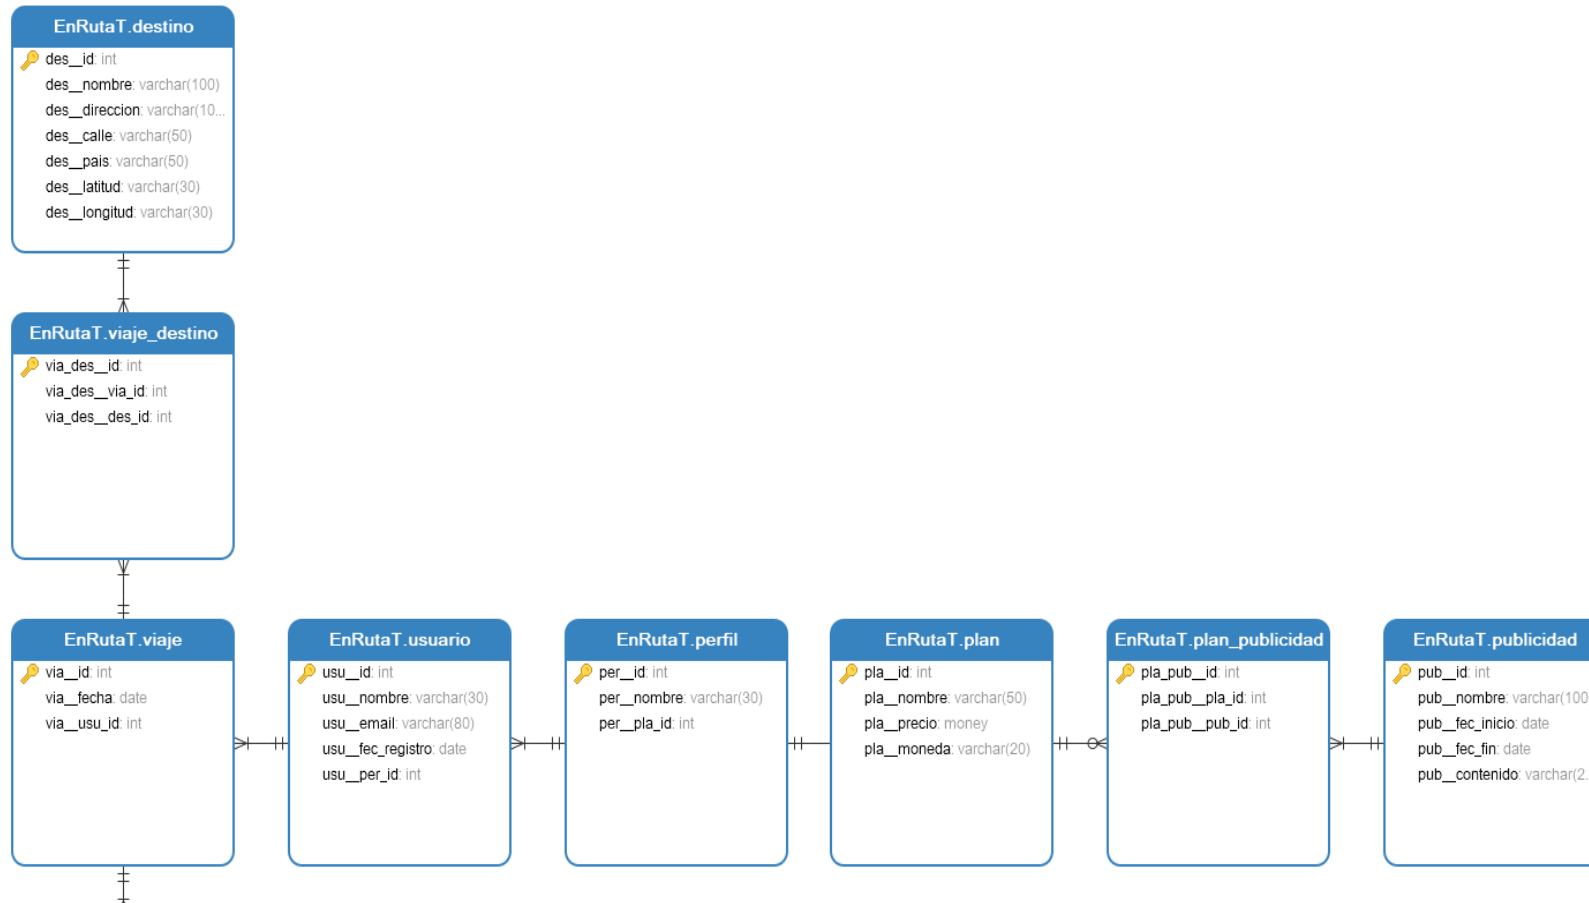 EnRutaT.destino
des__id: int
des__nombre: varchar(100)
des__direccion: varchar(10...
des__calle: varchar(50)
des__pais: varchar(50)
des__latitud: varchar(30)
des__longitud: varchar(30)
EnRutaT.viaje_destino
via_des__id: int
via_des__via_id: int
via_des__des_id: int
EnRutaT.viaje
via__id: int
via__fecha: date
via__usu_id: int
EnRutaT.usuario
usu__id: int
usu__nombre: varchar(30)
usu__email: varchar(80)
usu__fec_registro: date
usu__per_id: int
EnRutaT.perfil
per__id: int
per__nombre: varchar(30)
per__pla_id: int
EnRutaT.plan
pla__id: int
pla__nombre: varchar(50)
pla__precio: money
pla__moneda: varchar(20)
EnRutaT.plan_publicidad
pla_pub__id: int
pla_pub__pla_id: int
pla_pub__pub_id: int
EnRutaT.publicidad
pub__id: int
pub__nombre: varchar(100
pub__fec_inicio: date
pub__fec_fin: date
pub__contenido: varchar(2.